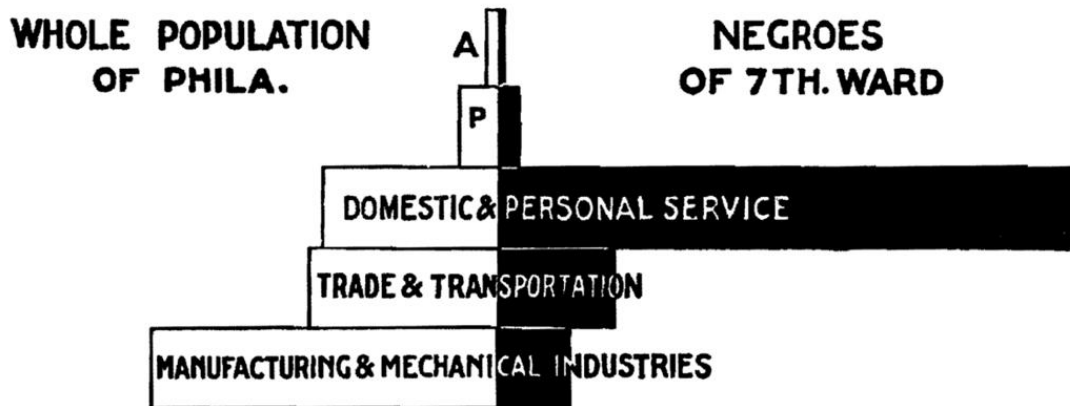 WHOLE POPULATION
OF PHILA.
NEGROES
OF 7TH. WARD
A
P
DOMESTIC & PERSONAL SERVICE
TRADE & TRANSPORTATION
MANUFACTURING & MECHANICAL INDUSTRIES